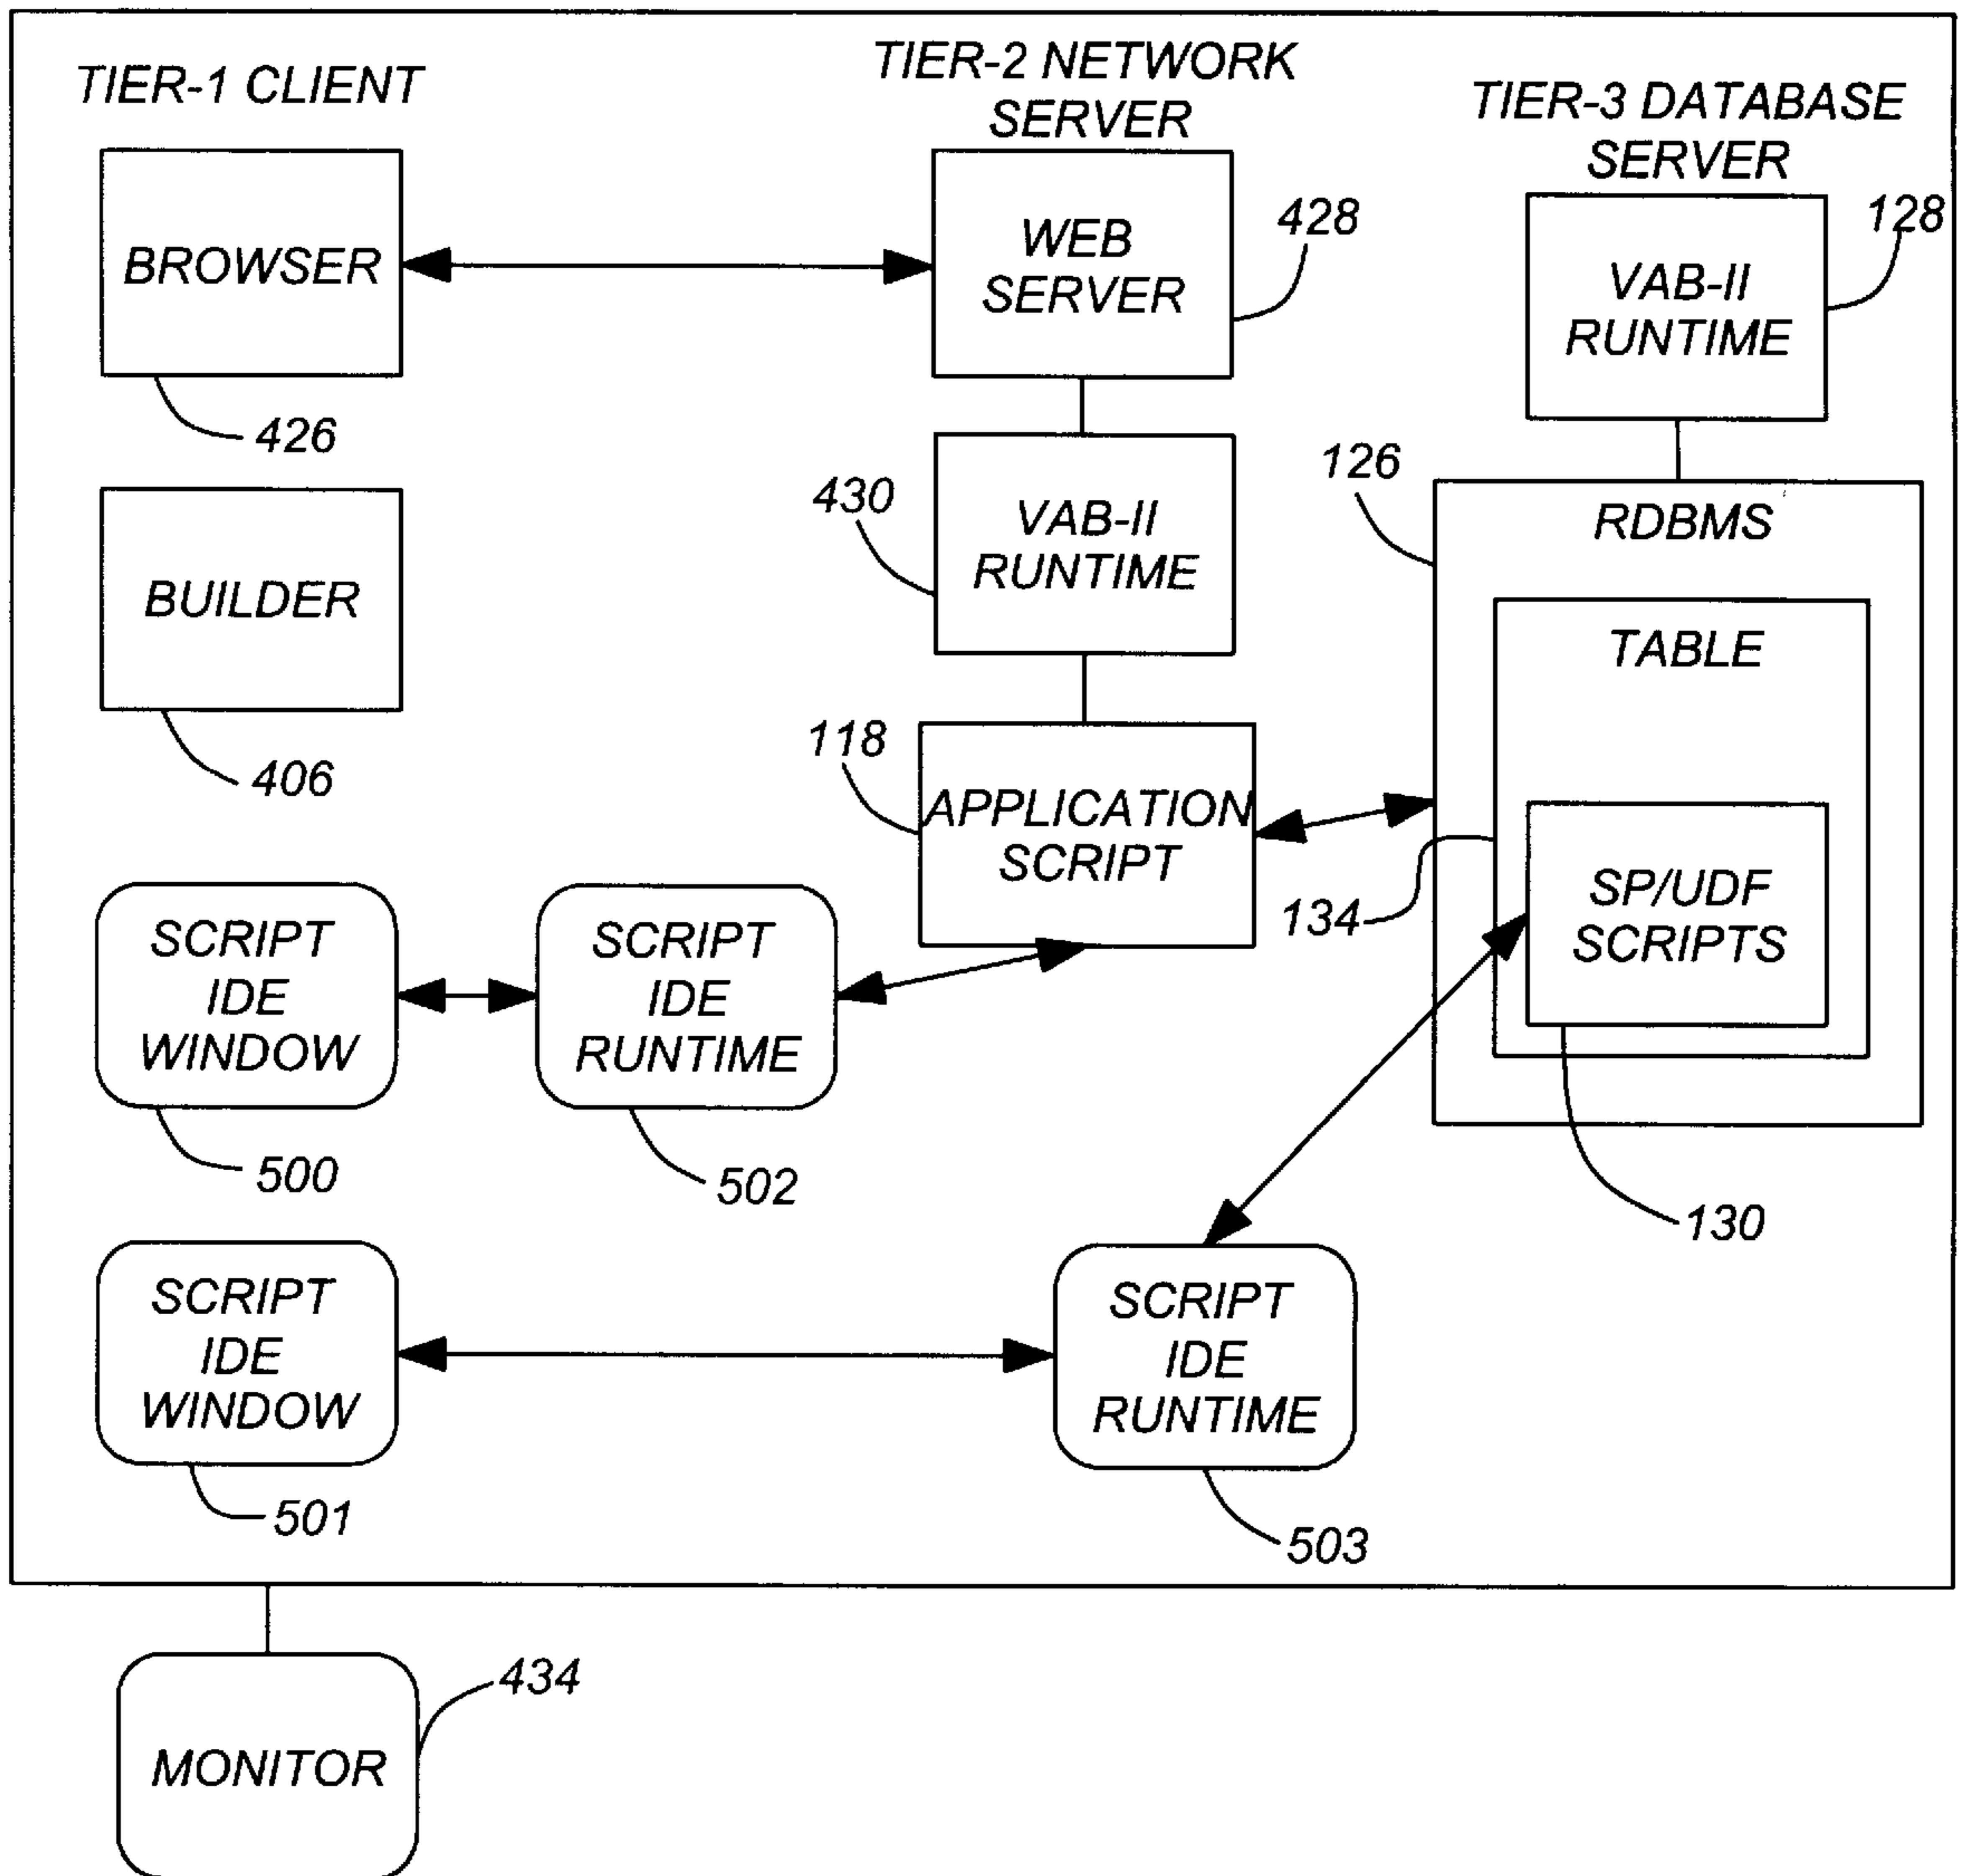 TIER-1 CLIENT
TIER-2 NETWORK
SERVER
TIER-3 DATABASE
SERVER
BROWSER
426
WEB
SERVER
428
VAB-II
RUNTIME
128
BUILDER
406
430
VAB-II
RUNTIME
126
RDBMS
TABLE
118
APPLICATION
SCRIPT
134
SP/UDF
SCRIPTS
130
SCRIPT
IDE
WINDOW
500
SCRIPT
IDE
RUNTIME
502
SCRIPT
IDE
WINDOW
501
SCRIPT
IDE
RUNTIME
503
MONITOR
434